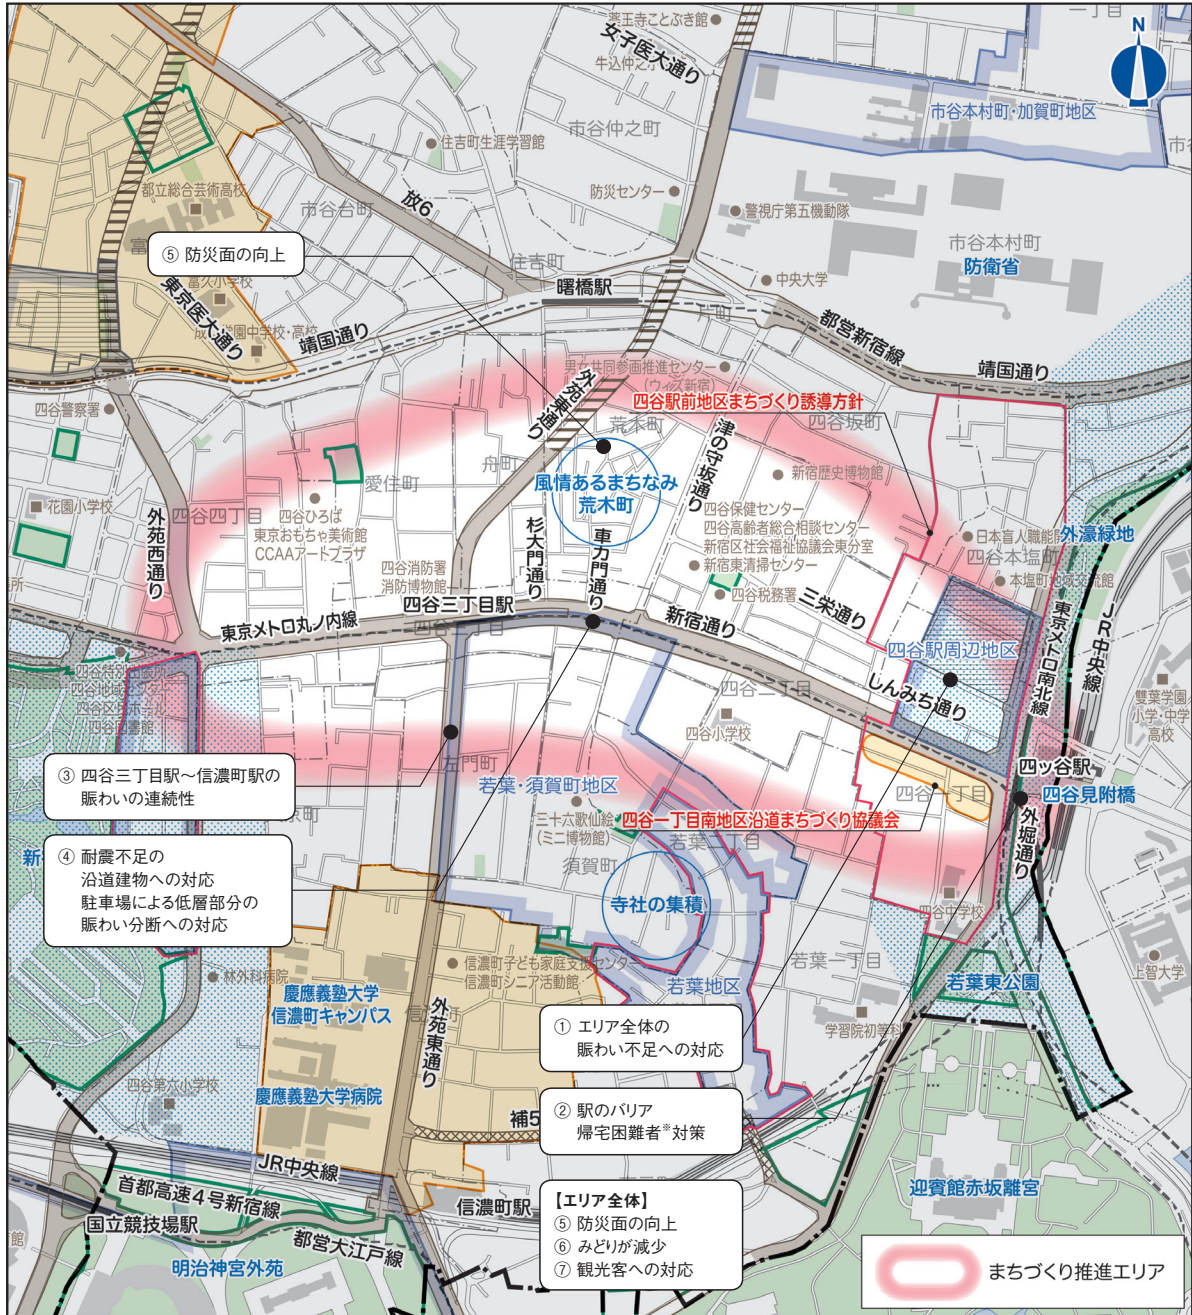 薬王寺ことぶき館
女子医大通り
一丁目
N
市谷本村町・加賀町地区
市谷仲之町
住吉町生涯学習館
防災センター
都立総合芸術高校
放6
市谷台町
警視庁第五機動隊
市谷本村町
防衛省
⑤ 防災面の向上
住吉町
富久小学校
曙橋駅
中央大学
東京医大通り
靖国通り
片町
都営新宿線
靖国通り
男女共同参画推進センター
(ウィズ新宿)
四谷警察署
外苑東通り
四谷駅前地区まちづくり誘導方針
荒木町
四谷坂町
津の守坂通り
舟町
愛住町
新宿歴史博物館
風情あるまちなみ
荒木町
花園小学校
外苑西通り
四谷四丁目
四谷ひろば
東京おもちゃ美術館
CCAAアートプラザ
杉大門通り
車力門通り
四谷保健センター
四谷高齢者総合相談センター
新宿区社会福祉協議会東分室
新宿東清掃センター
外濠緑地
四谷本塩町
四谷消防署
消防博物館
四谷税務署
三栄通り
四谷三丁目駅
新宿通り
東京メトロ丸ノ内線
東京メトロ南北線
JR中央線
四谷駅周辺地区
しんみち通り
四谷二丁目
雙葉学園
小学・中学
高校
四谷小学校
四ッ谷駅
四谷見附橋
③ 四谷三丁目駅〜信濃町駅の
賑わいの連続性
左門町
若葉・須賀町地区
四谷一丁目
外堀通り
三十六歌仙絵
(ミニ博物館)
四谷一丁目南地区沿道まちづくり協議会
若葉二丁目
須賀町
④ 耐震不足の
沿道建物への対応
駐車場による低層部分の
賑わい分断への対応
寺社の集積
四谷中学校
若葉一丁目
上智大学
林外科病院
信濃町子ども家庭支援センター
信濃町シニア活動館
若葉地区
若葉東公園
慶應義塾大学
信濃町キャンパス
外苑東通り
① エリア全体の
賑わい不足への対応
学習院初等科
四谷第六小学校
慶應義塾大学病院
② 駅のバリア
帰宅困難者※対策
補5
JR中央線
首都高速4号新宿線
信濃町駅
迎賓館赤坂離宮
【エリア全体】
⑤ 防災面の向上
⑥ みどりが減少
⑦ 観光客への対応
国立競技場駅
都営大江戸線
明治神宮外苑
まちづくり推進エリア